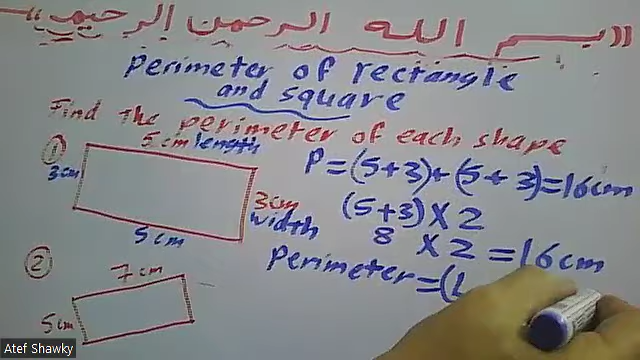 «بسم الله الرحمن الرحيم»
perimeter of rectangle
and square
Find the perimeter of each shape
①
5cm length
3cm
3cm
width
5cm
P=(5+3)+(5+3)=16cm
(5+3)×2
8 ×2=16cm
perimeter=(L
②
7cm
5cm
Atef Shawky